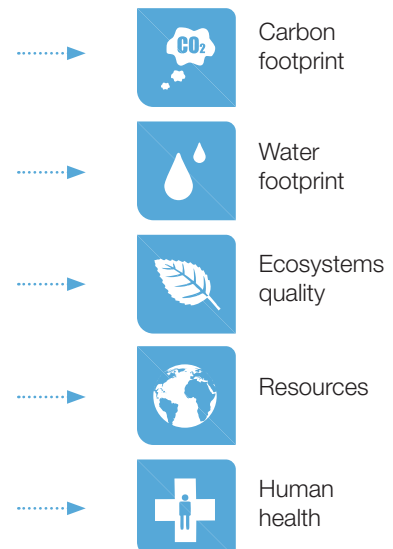 CO₂
Carbon
footprint
Water
footprint
Ecosystems
quality
Resources
Human
health